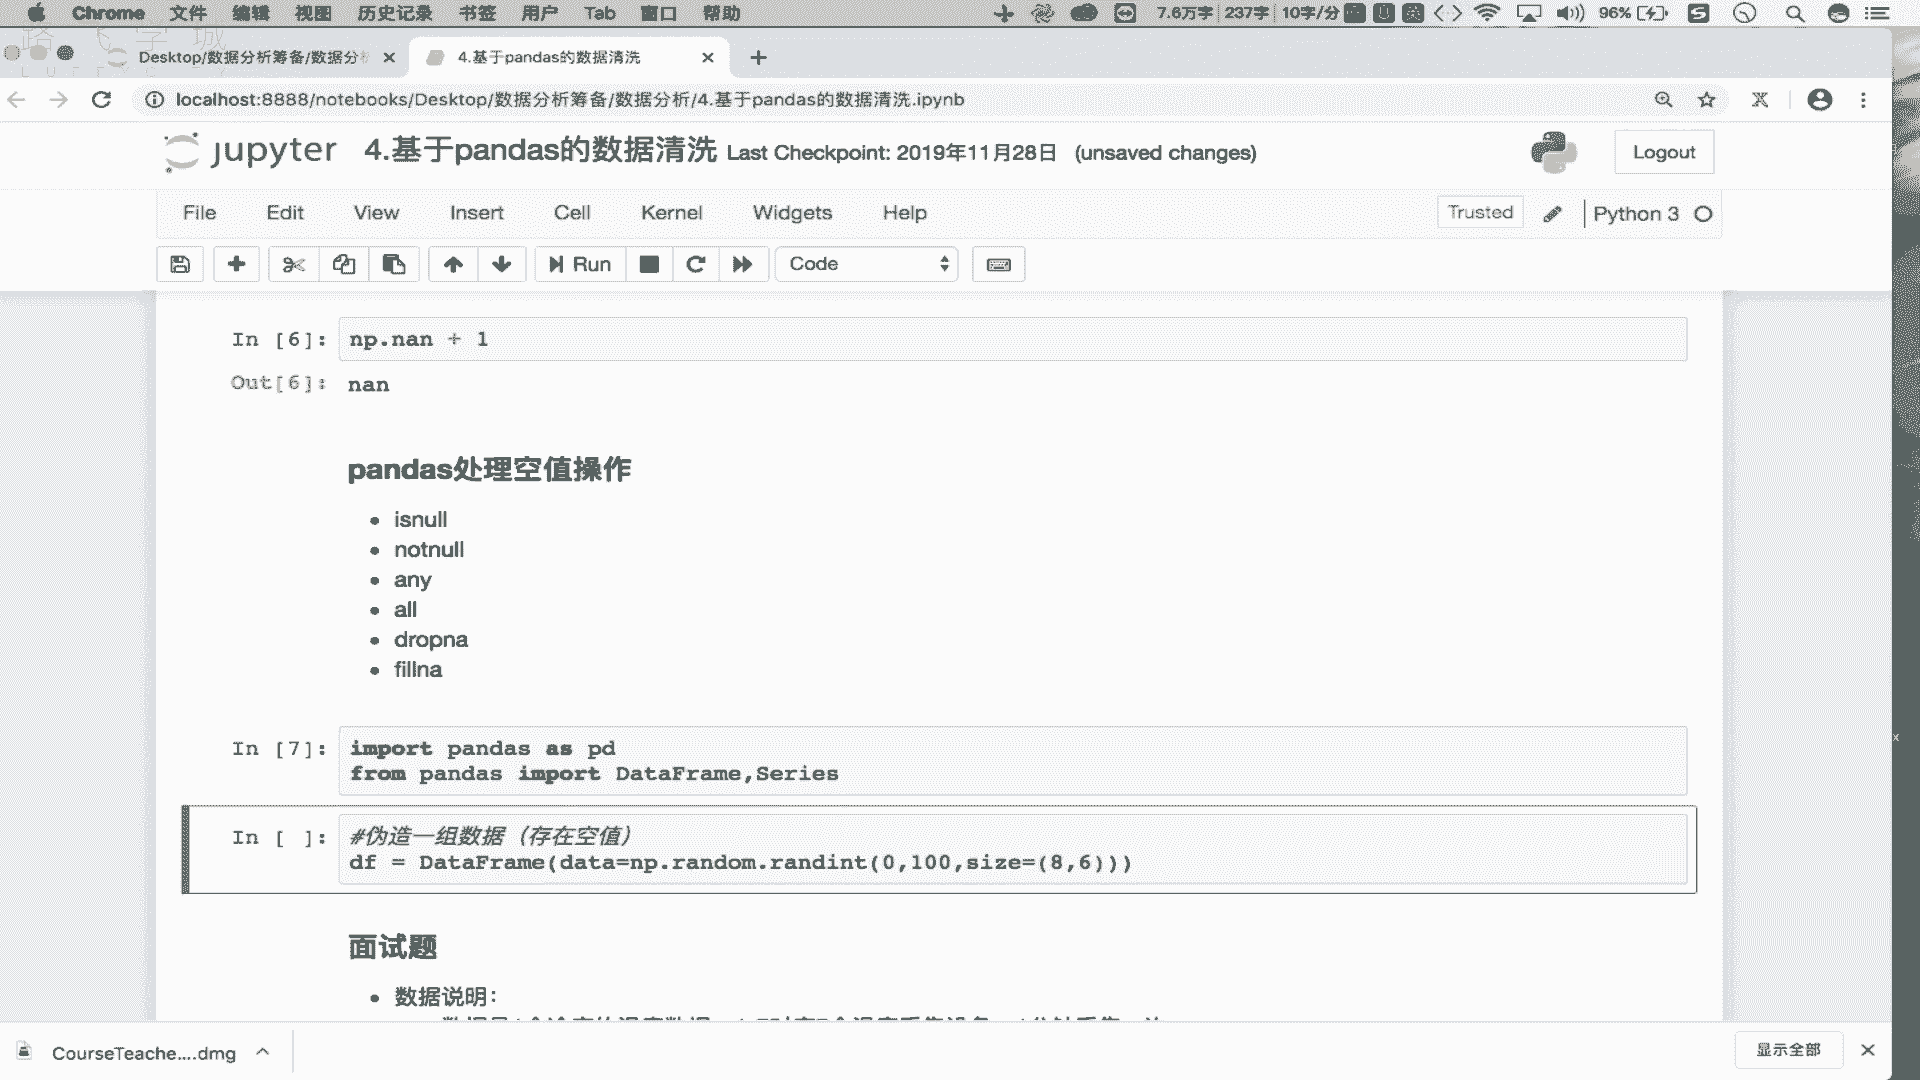 Chrome 文件 编辑 视图 历史记录 书签 用户 Tab 窗口 帮助 7.6万字 237字 10字/分 96%
Desktop/数据分析筹备/数据分
4.基于pandas的数据清洗
localhost:8888/notebooks/Desktop/数据分析筹备/数据分析/4.基于pandas的数据清洗.ipynb
jupyter 4.基于pandas的数据清洗 Last Checkpoint: 2019年11月28日 (unsaved changes)
Logout
File Edit View Insert Cell Kernel Widgets Help
Trusted Python 3
Run Code
In [6]: np.nan + 1
Out[6]: nan
pandas处理空值操作
isnull
notnull
any
all
dropna
fillna
In [7]: import pandas as pd
from pandas import DataFrame,Series
In [ ]: #伪造一组数据（存在空值）
df = DataFrame(data=np.random.randint(0,100,size=(8,6)))
面试题
数据说明：
CourseTeache....dmg
显示全部